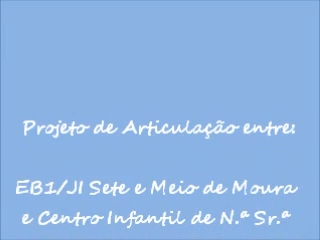 Projeto de Articulação entre:
EB1/JI Sete e Meio de Moura
e Centro Infantil de N.ª Sr.ª